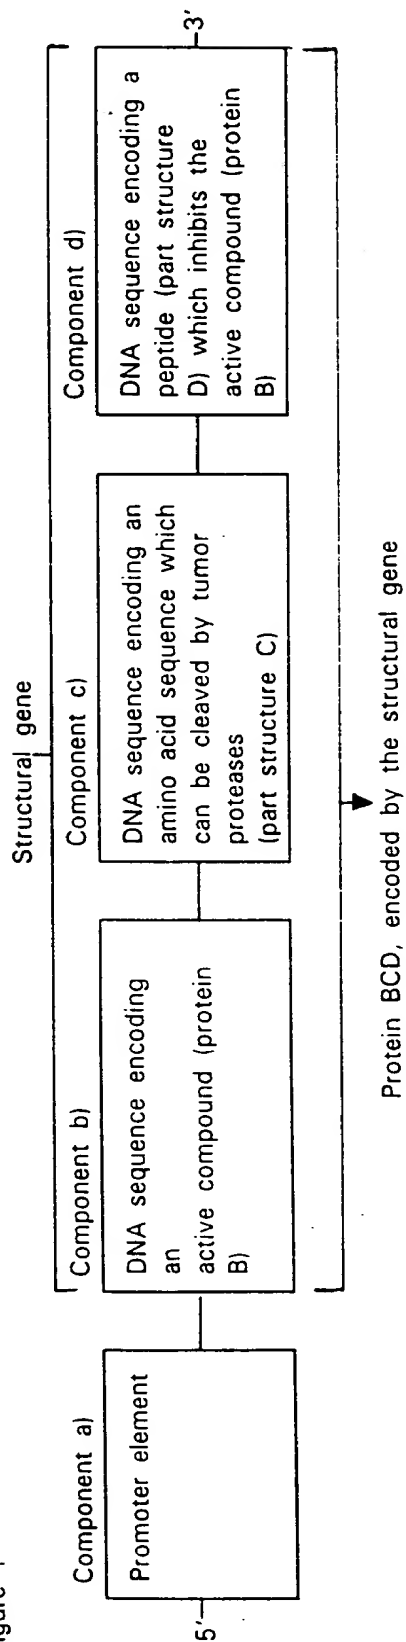 Structural gene
Component a)
Component b)
Component c)
Component d)
5'
Promoter element
DNA sequence encoding
an
active compound (protein
B)
DNA sequence encoding an
amino acid sequence which
can be cleaved by tumor
proteases
(part structure C)
DNA sequence encoding a
peptide (part structure
D) which inhibits the
active compound (protein
B)
3'
Protein BCD, encoded by the structural gene